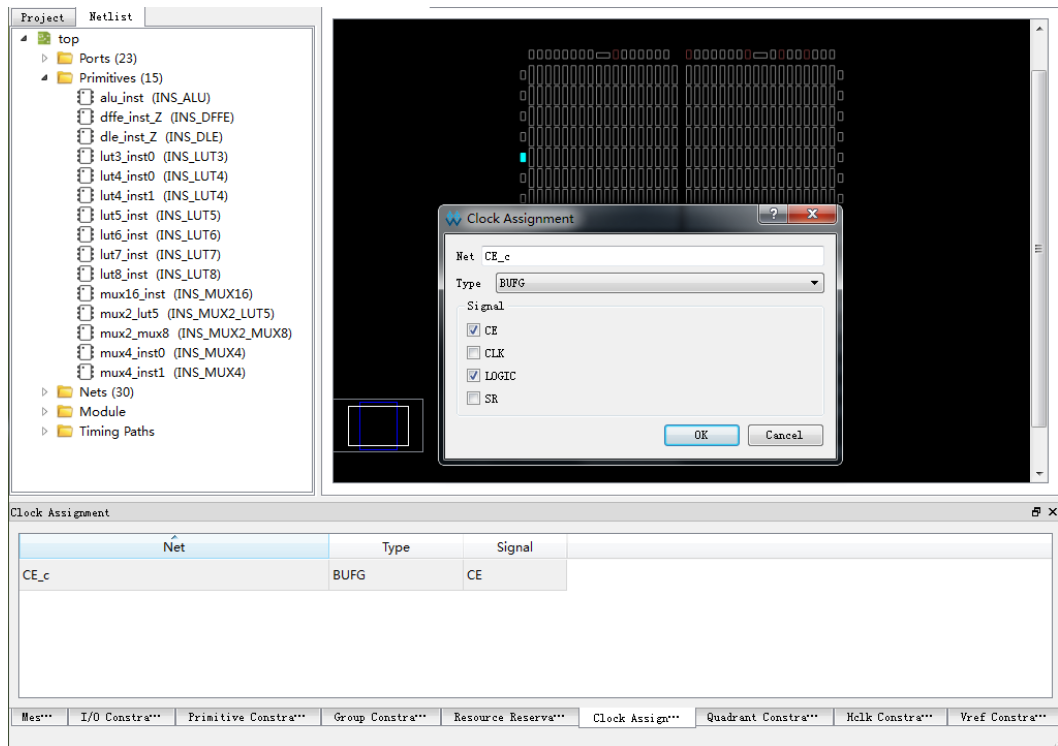 Project Netlist
top
Ports (23)
Primitives (15)
alu_inst (INS_ALU)
dffe_inst_Z (INS_DFFE)
dle_inst_Z (INS_DLE)
lut3_inst0 (INS_LUT3)
lut4_inst0 (INS_LUT4)
lut4_inst1 (INS_LUT4)
lut5_inst (INS_LUT5)
lut6_inst (INS_LUT6)
lut7_inst (INS_LUT7)
lut8_inst (INS_LUT8)
mux16_inst (INS_MUX16)
mux2_lut5 (INS_MUX2_LUT5)
mux2_mux8 (INS_MUX2_MUX8)
mux4_inst0 (INS_MUX4)
mux4_inst1 (INS_MUX4)
Nets (30)
Module
Timing Paths
Clock Assignment
Net CE_c
Type BUFG
Signal
CE
CLK
LOGIC
SR
OK Cancel
Clock Assignment
Net Type Signal
CE_c BUFG CE
Mes… I/O Constra… Primitive Constra… Group Constra… Resource Reserva… Clock Assign… Quadrant Constra… Hclk Constra… Vref Constra…